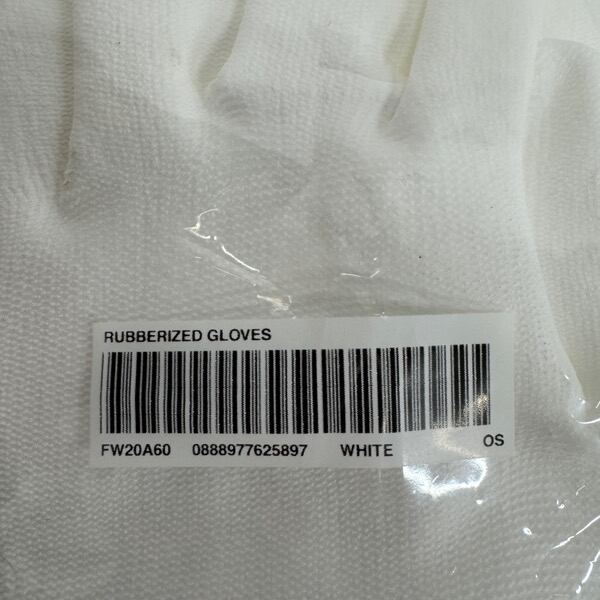 RUBBERIZED GLOVES
FW20A60 0888977625897 WHITE OS